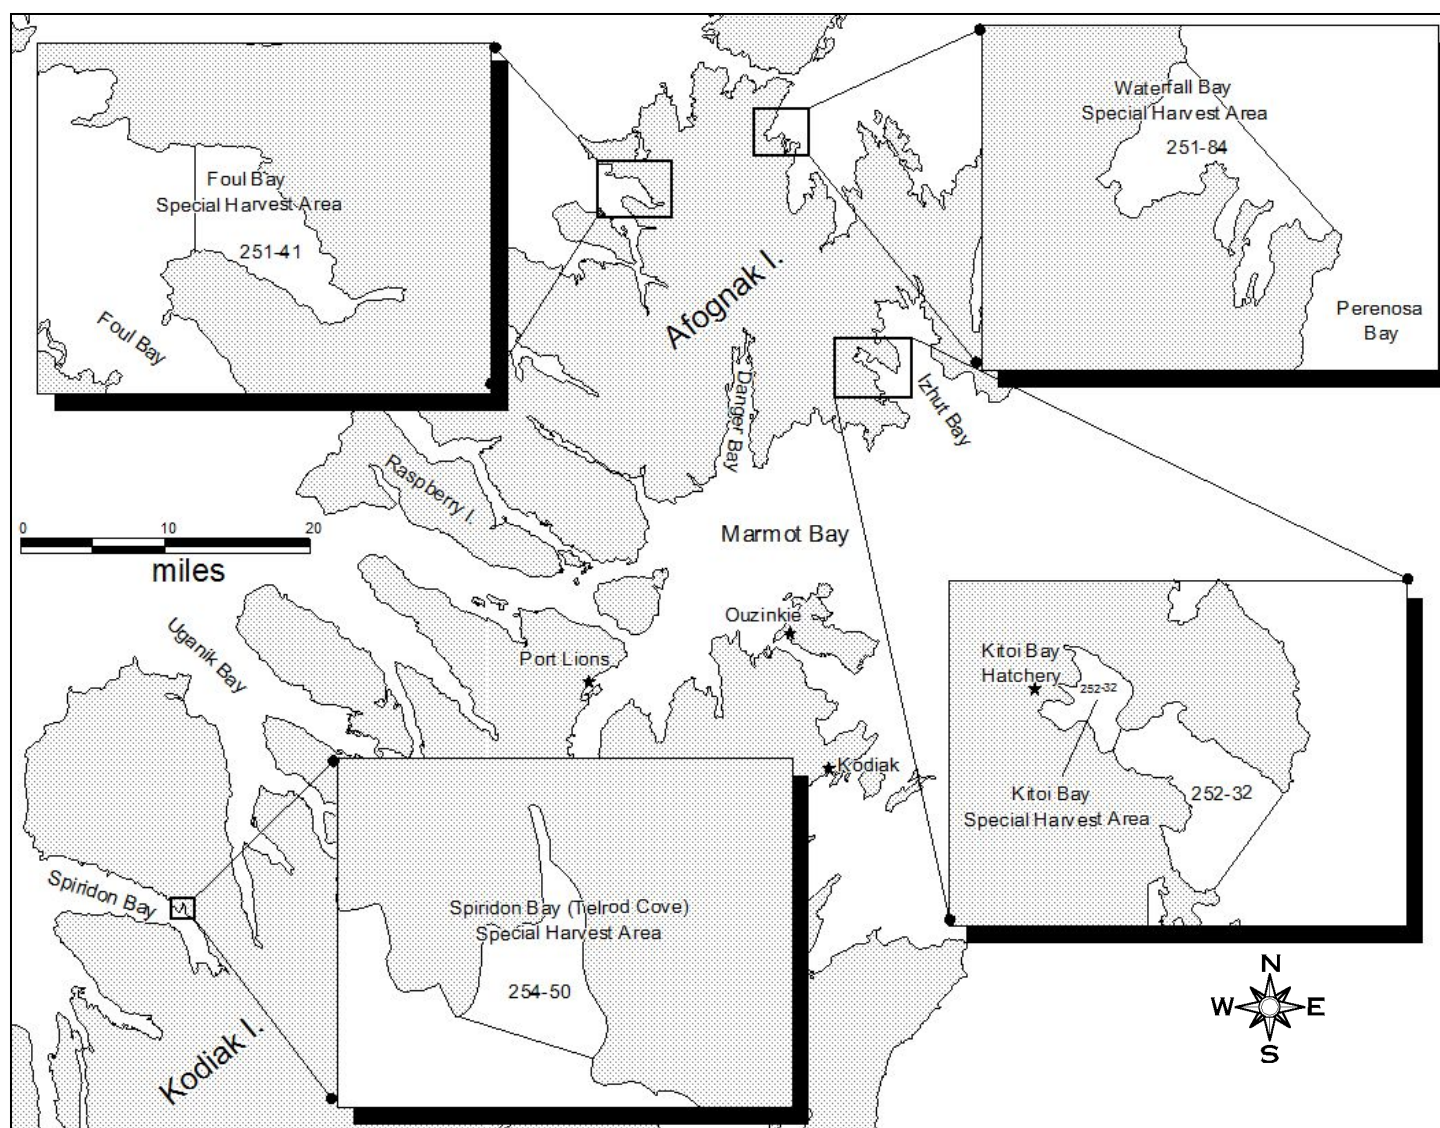 Waterfall Bay
Special Harvest Area
251-84
Perenosa
Bay
Foul Bay
Special Harvest Area
251-41
Foul Bay
Afognak I.
Danger Bay
Izhut Bay
Raspberry I.
0 10 20
miles
Marmot Bay
Ouzinkie
Port Lions
Uganik Bay
Kodiak
Kitoi Bay
Hatchery
252-32
Kitoi Bay
Special Harvest Area
252-32
Spiridon Bay
Spiridon Bay (Telrod Cove)
Special Harvest Area
254-50
Kodiak I.
N
W E
S